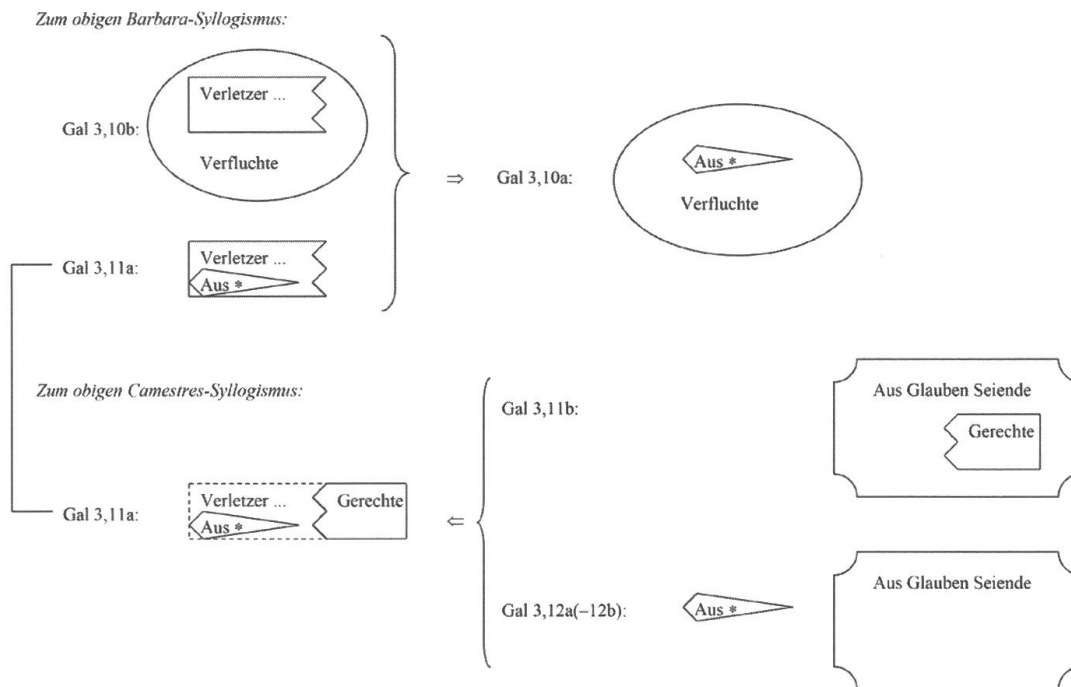 Zum obigen Barbara-Syllogismus:
Gal 3,10b:
Verletzer ...
Verfluchte
⇒ Gal 3,10a:
Aus *
Verfluchte
Gal 3,11a:
Verletzer ...
Aus *
Zum obigen Camestres-Syllogismus:
Gal 3,11b:
Aus Glauben Seiende
Gerechte
Gal 3,11a:
Verletzer ...
Gerechte
Aus *
⇐
Gal 3,12a(–12b):
Aus *
Aus Glauben Seiende